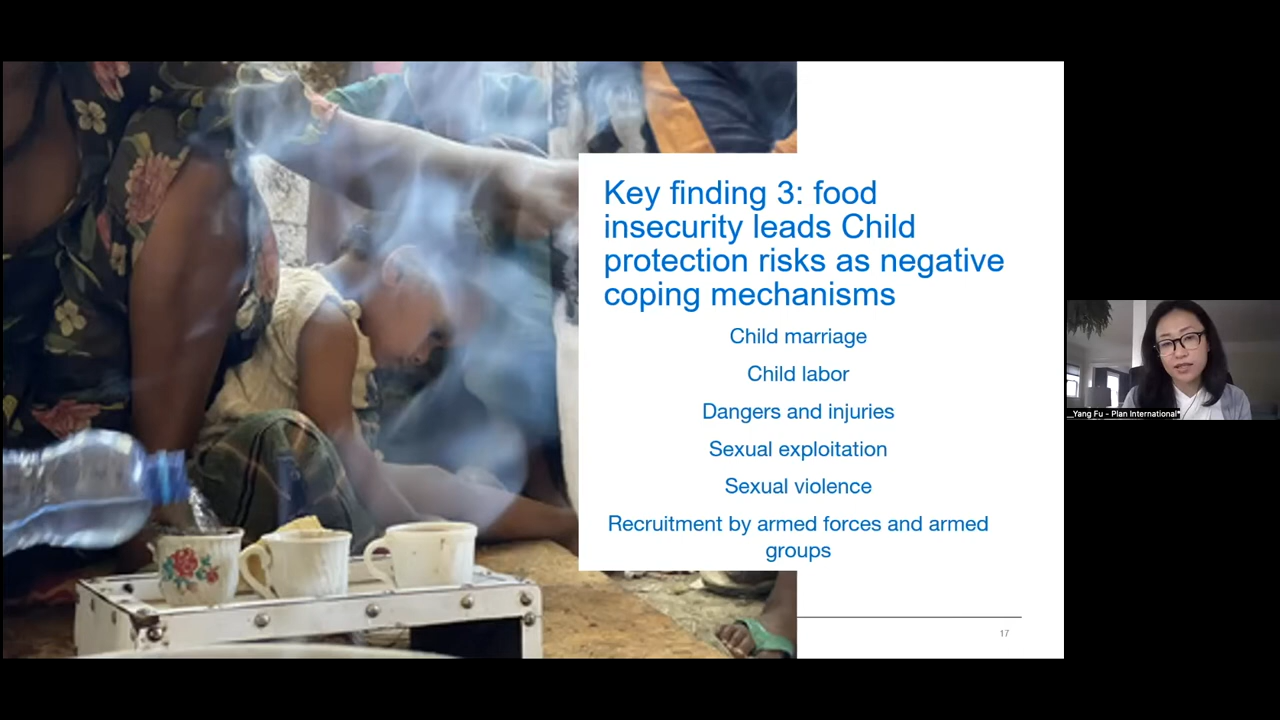 Key finding 3: food
insecurity leads Child
protection risks as negative
coping mechanisms
Child marriage
Child labor
Dangers and injuries
Sexual exploitation
Sexual violence
Recruitment by armed forces and armed
groups
17
Yang Fu - Plan International*